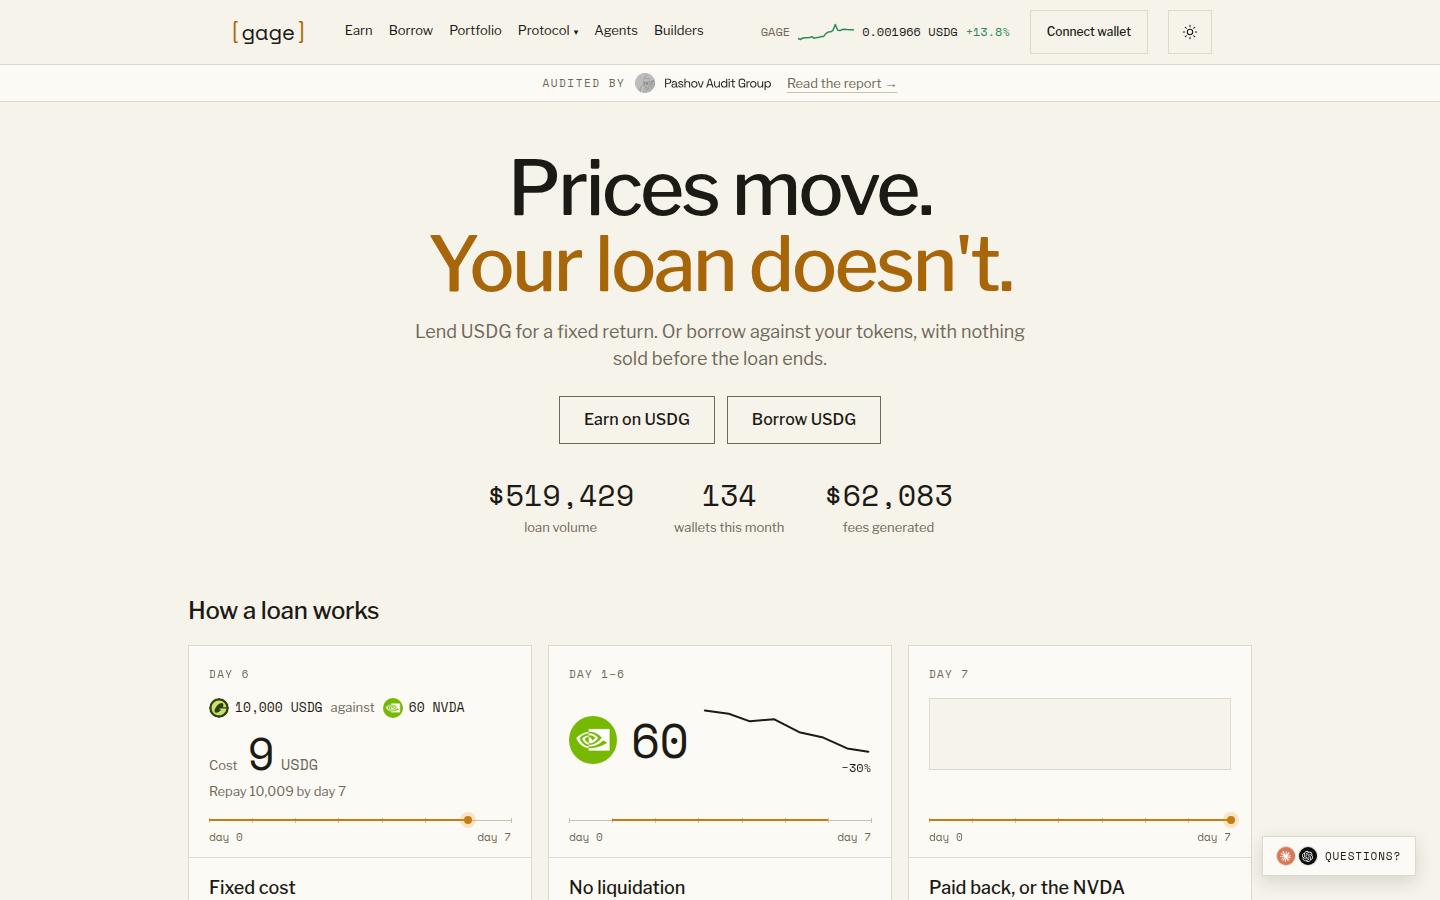 [gage]
Earn Borrow Portfolio Protocol ▾ Agents Builders
GAGE 0.001966 USDG +13.8%
Connect wallet
AUDITED BY Pashov Audit Group Read the report →
Prices move.
Your loan doesn't.
Lend USDG for a fixed return. Or borrow against your tokens, with nothing
sold before the loan ends.
Earn on USDG
Borrow USDG
$519,429
loan volume
134
wallets this month
$62,083
fees generated
How a loan works
DAY 6
10,000 USDG against 60 NVDA
Cost 9 USDG
Repay 10,009 by day 7
day 0 day 7
Fixed cost
DAY 1–6
60
−30%
day 0 day 7
No liquidation
DAY 7
day 0 day 7
Paid back, or the NVDA
QUESTIONS?